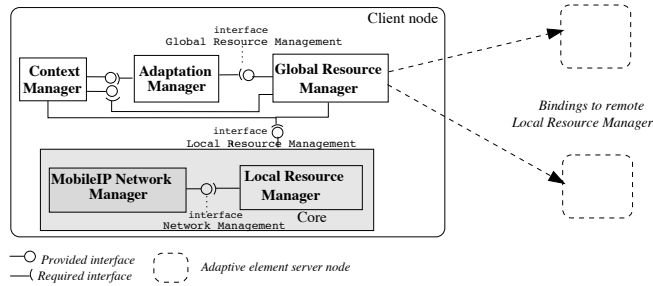 Client node
interface
Global Resource Management
Context
Manager
Adaptation
Manager
Global Resource
Manager
Bindings to remote
Local Resource Manager
interface
Local Resource Management
MobileIP Network
Manager
Local Resource
Manager
interface
Network Management
Core
Provided interface
Required interface
Adaptive element server node